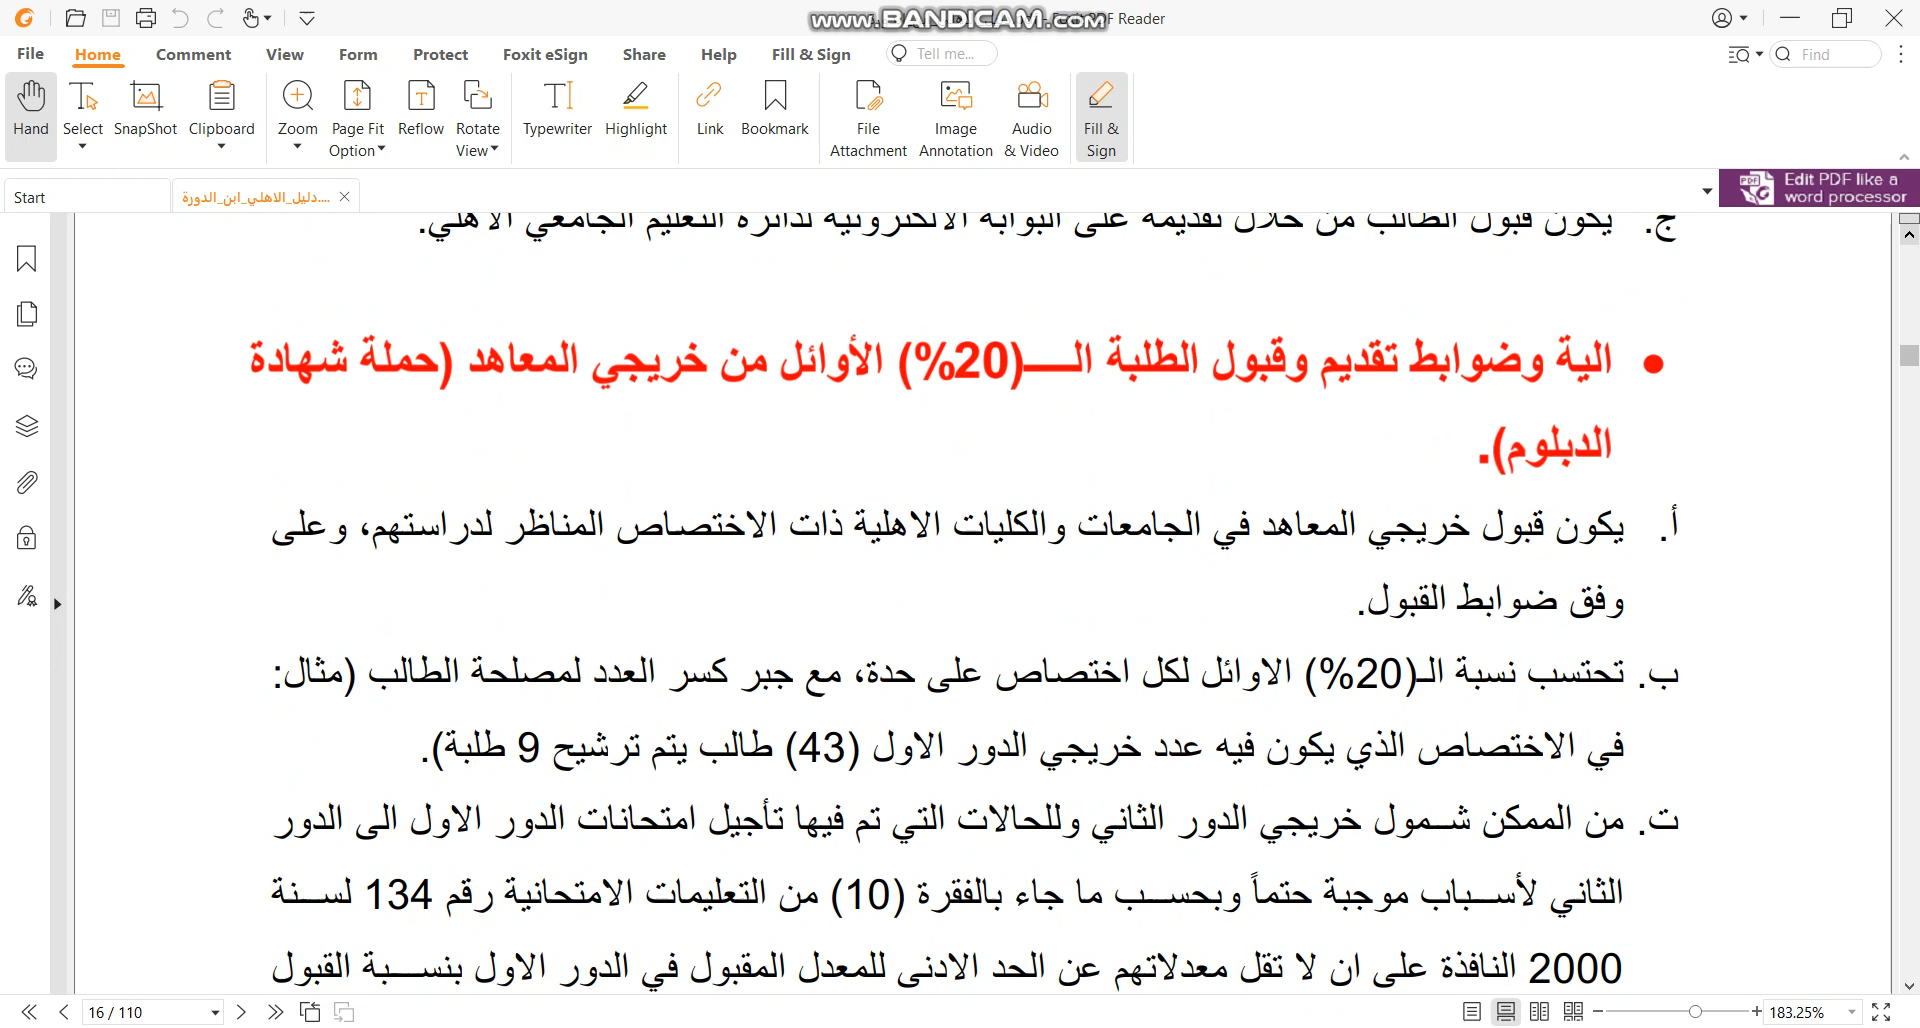 www.BANDICAM.com
F Reader
File Home Comment View Form Protect Foxit eSign Share Help Fill & Sign Tell me... Find
Hand Select SnapShot Clipboard Zoom Page Fit Option Reflow Rotate View Typewriter Highlight Link Bookmark File Attachment Image Annotation Audio & Video Fill & Sign
Start دليل_الاهلي_ابن_الدورة....
Edit PDF like a
word processor
ج. يكون قبول الطالب من خلال تقديمه على البوابة الالكترونية لدائرة التعليم الجامعي الاهلي.
• الية وضوابط تقديم وقبول الطلبة الـــ(20%) الأوائل من خريجي المعاهد (حملة شهادة
الدبلوم).
أ. يكون قبول خريجي المعاهد في الجامعات والكليات الاهلية ذات الاختصاص المناظر لدراستهم، وعلى
وفق ضوابط القبول.
ب. تحتسب نسبة الـ(20%) الاوائل لكل اختصاص على حدة، مع جبر كسر العدد لمصلحة الطالب (مثال:
في الاختصاص الذي يكون فيه عدد خريجي الدور الاول (43) طالب يتم ترشيح 9 طلبة).
ت. من الممكن شـمول خريجي الدور الثاني وللحالات التي تم فيها تأجيل امتحانات الدور الاول الى الدور
الثاني لأسـباب موجبة حتماً وبحسـب ما جاء بالفقرة (10) من التعليمات الامتحانية رقم 134 لسـنة
2000 النافذة على ان لا تقل معدلاتهم عن الحد الادنى للمعدل المقبول في الدور الاول بنسـبة القبول
16 / 110
183.25%